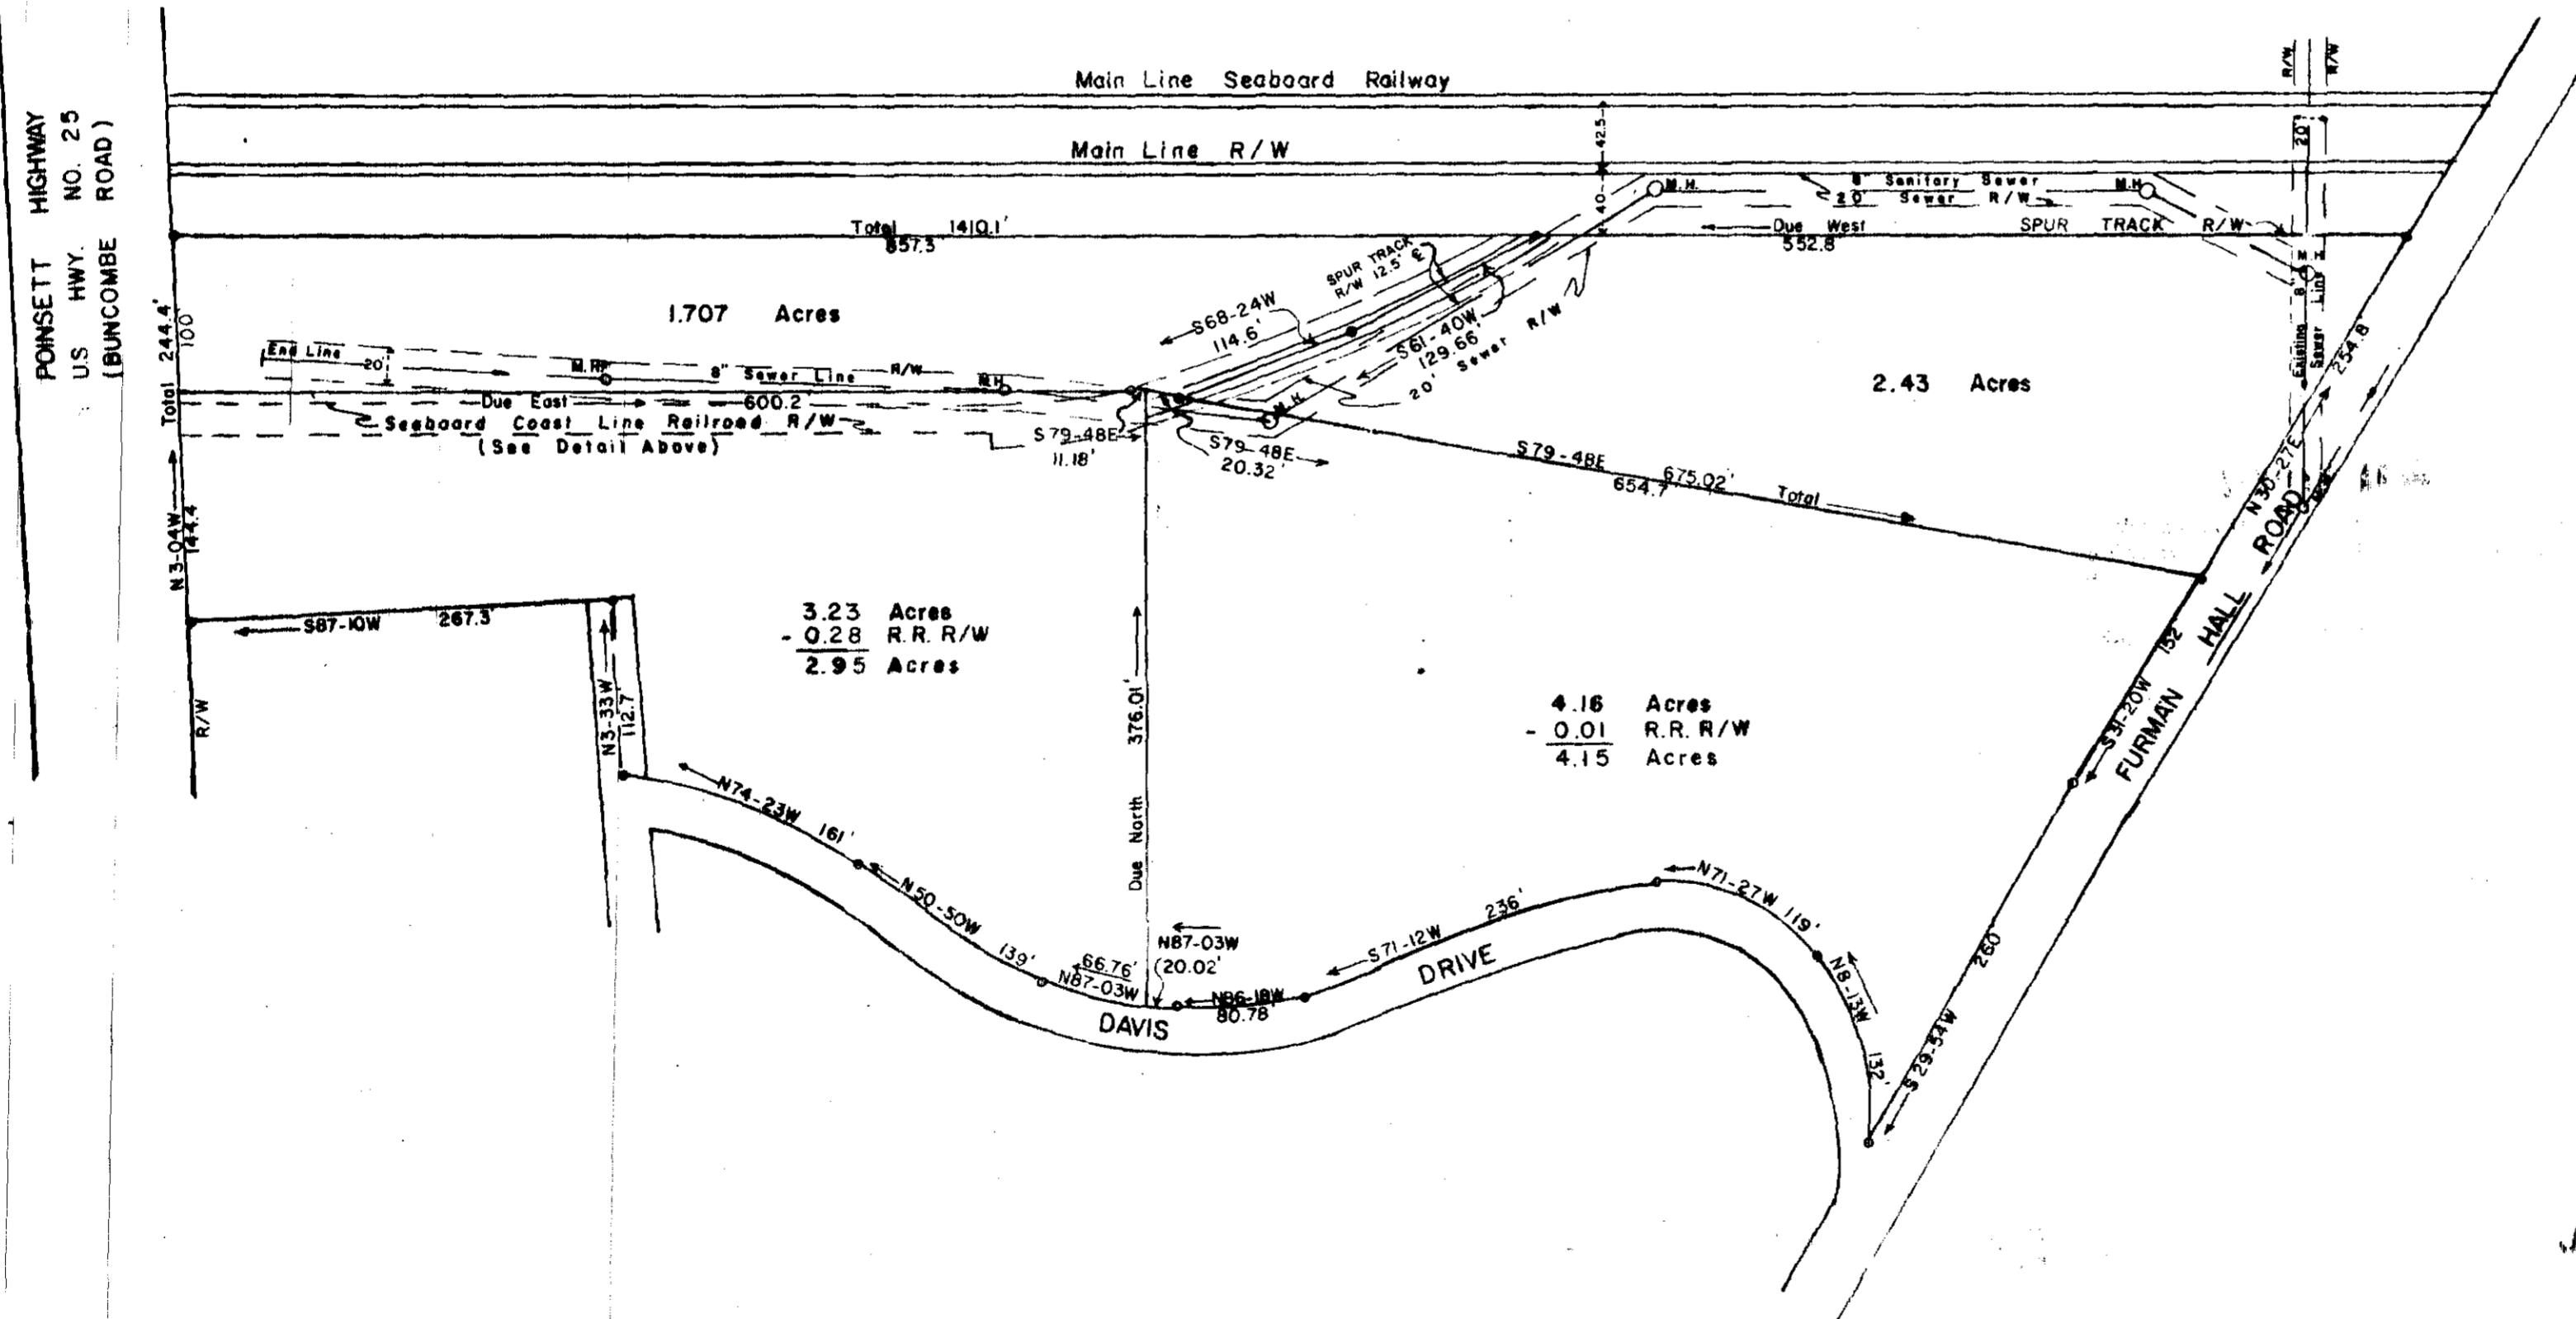 POINSETT HIGHWAY
U.S HWY. NO. 25
(BUNCOMBE ROAD)
Main Line Seaboard Railway
Main Line R/W
42.5
40
R/W
R/W
20'
M.H.
8" Sanitary Sewer
20' Sewer R/W
M.H.
Total 1410.1'
857.3
Due West
552.8
SPUR TRACK R/W
M.H.
8"
Existing
Sewer Line
SPUR TRACK
R/W 12.5' ℄
S68-24W
114.6'
S61-40W
129.66'
20' Sewer R/W
1.707 Acres
2.43 Acres
Total 244.4'
100'
N3-04W
144.4
End Line
20'
M.H.
8" Sewer Line
R/W
M.H.
Due East
600.2'
Seaboard Coast Line Railroad R/W
(See Detail Above)
S79-48E
11.18'
M.H.
S79-48E
20.32'
S79-48E
675.02' Total
654.7
N30-27E
254.8'
S87-10W 267.3'
R/W
N3-33W
112.7'
3.23 Acres
- 0.28 R.R. R/W
2.95 Acres
Due North 376.01'
4.16 Acres
- 0.01 R.R. R/W
4.15 Acres
S31-20W
152'
FURMAN HALL ROAD
N74-23W 161'
N50-50W 139'
66.76'
N87-03W
N87-03W
20.02'
N86-18W
80.78'
S71-12W 236'
N71-27W 119'
N8-13W
132'
S29-54W
260'
DAVIS DRIVE